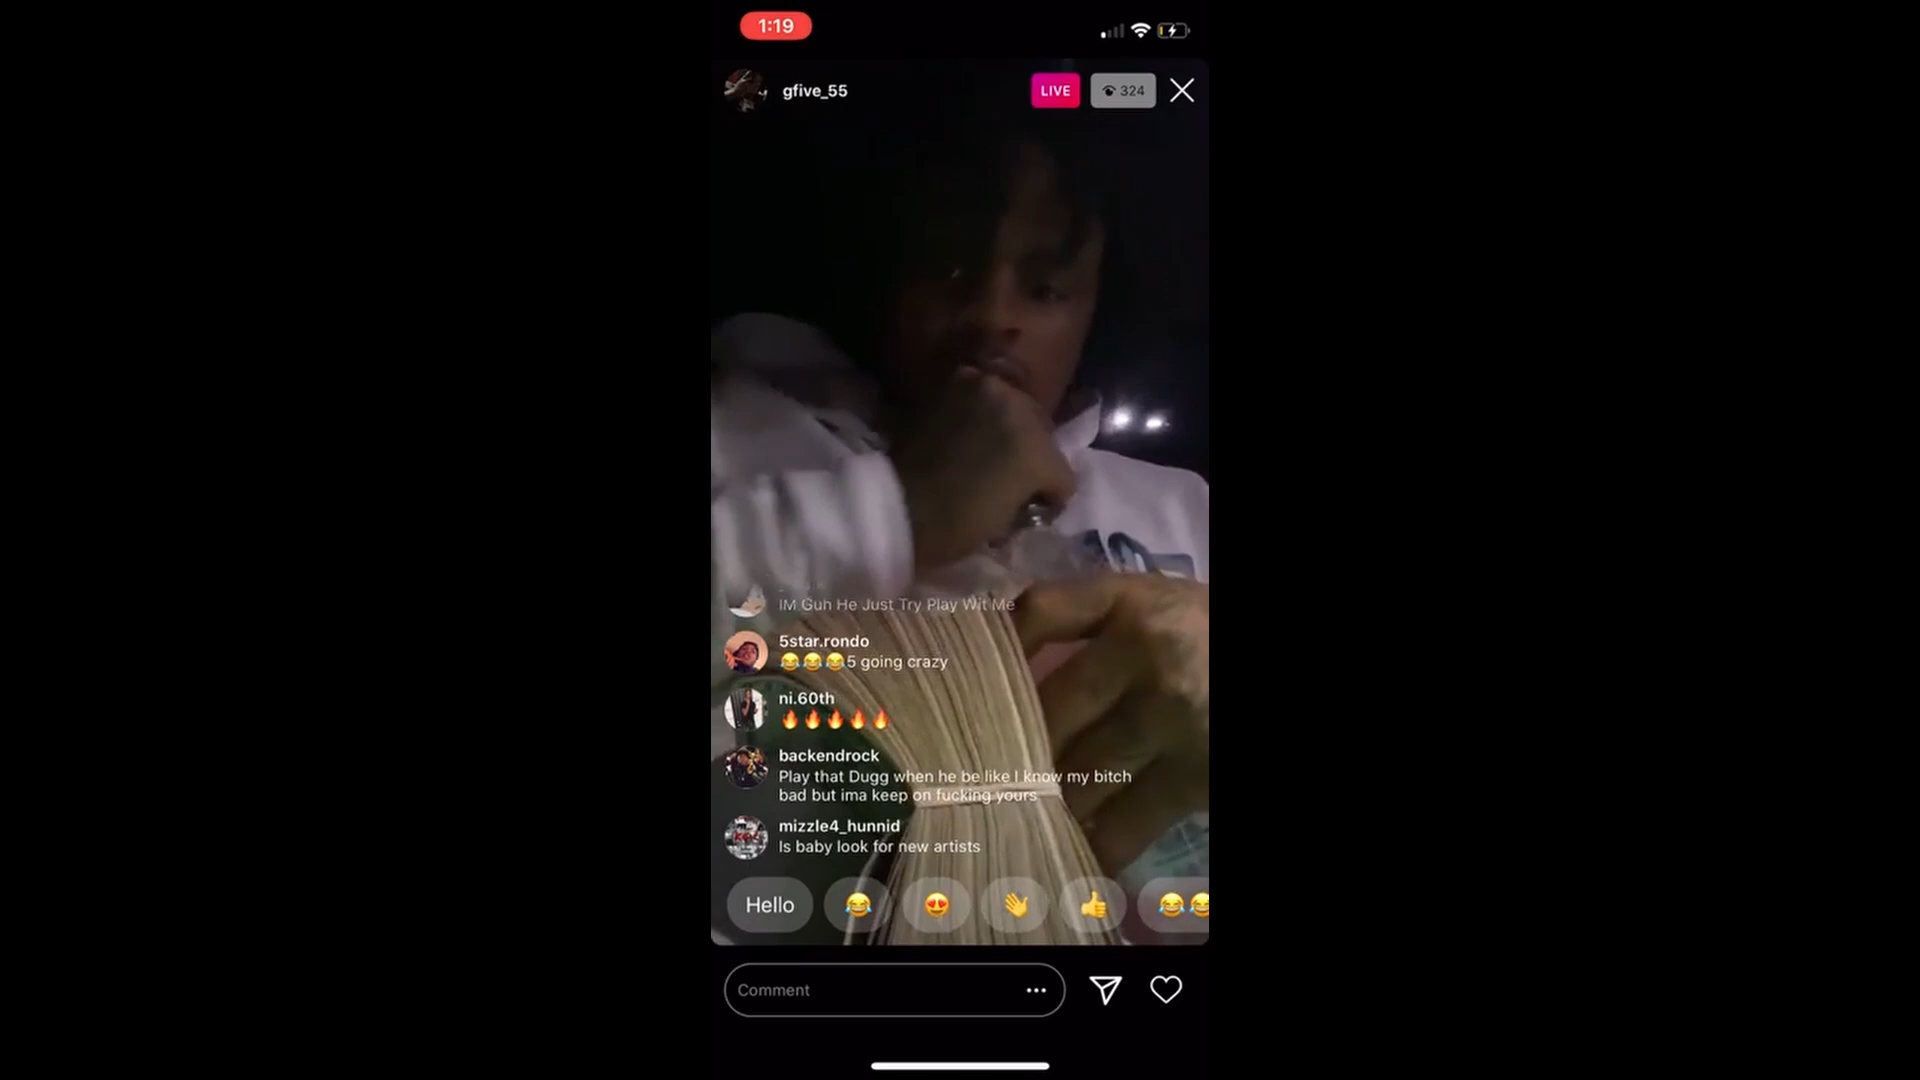 1:19
gfive_55
LIVE
324
IM Guh He Just Try Play Wit Me
5star.rondo
😂😂😂5 going crazy
ni.60th
🔥🔥🔥🔥🔥
backendrock
Play that Dugg when he be like I know my bitch
bad but ima keep on fucking yours
mizzle4_hunnid
Is baby look for new artists
Hello 😂 😍 👋 👍 😂😂
Comment